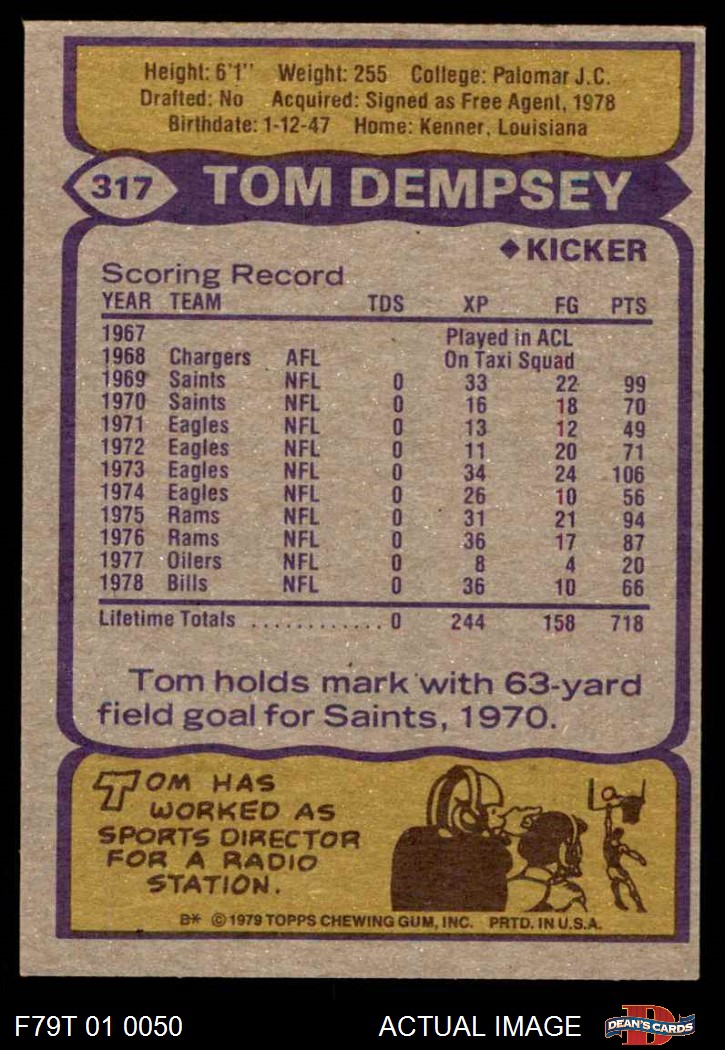 Height: 6'1'' Weight: 255 College: Palomar J.C.
Drafted: No Acquired: Signed as Free Agent, 1978
Birthdate: 1-12-47 Home: Kenner, Louisiana
317 TOM DEMPSEY
◆ KICKER
Scoring Record
YEAR TEAM TDS XP FG PTS
1967 Played in ACL
1968 Chargers AFL On Taxi Squad
1969 Saints NFL 0 33 22 99
1970 Saints NFL 0 16 18 70
1971 Eagles NFL 0 13 12 49
1972 Eagles NFL 0 11 20 71
1973 Eagles NFL 0 34 24 106
1974 Eagles NFL 0 26 10 56
1975 Rams NFL 0 31 21 94
1976 Rams NFL 0 36 17 87
1977 Oilers NFL 0 8 4 20
1978 Bills NFL 0 36 10 66
Lifetime Totals ............ 0 244 158 718
Tom holds mark with 63-yard
field goal for Saints, 1970.
TOM HAS
WORKED AS
SPORTS DIRECTOR
FOR A RADIO
STATION.
B* © 1979 TOPPS CHEWING GUM, INC. PRTD. IN U.S.A.
F79T 01 0050 ACTUAL IMAGE D DEAN'S CARDS